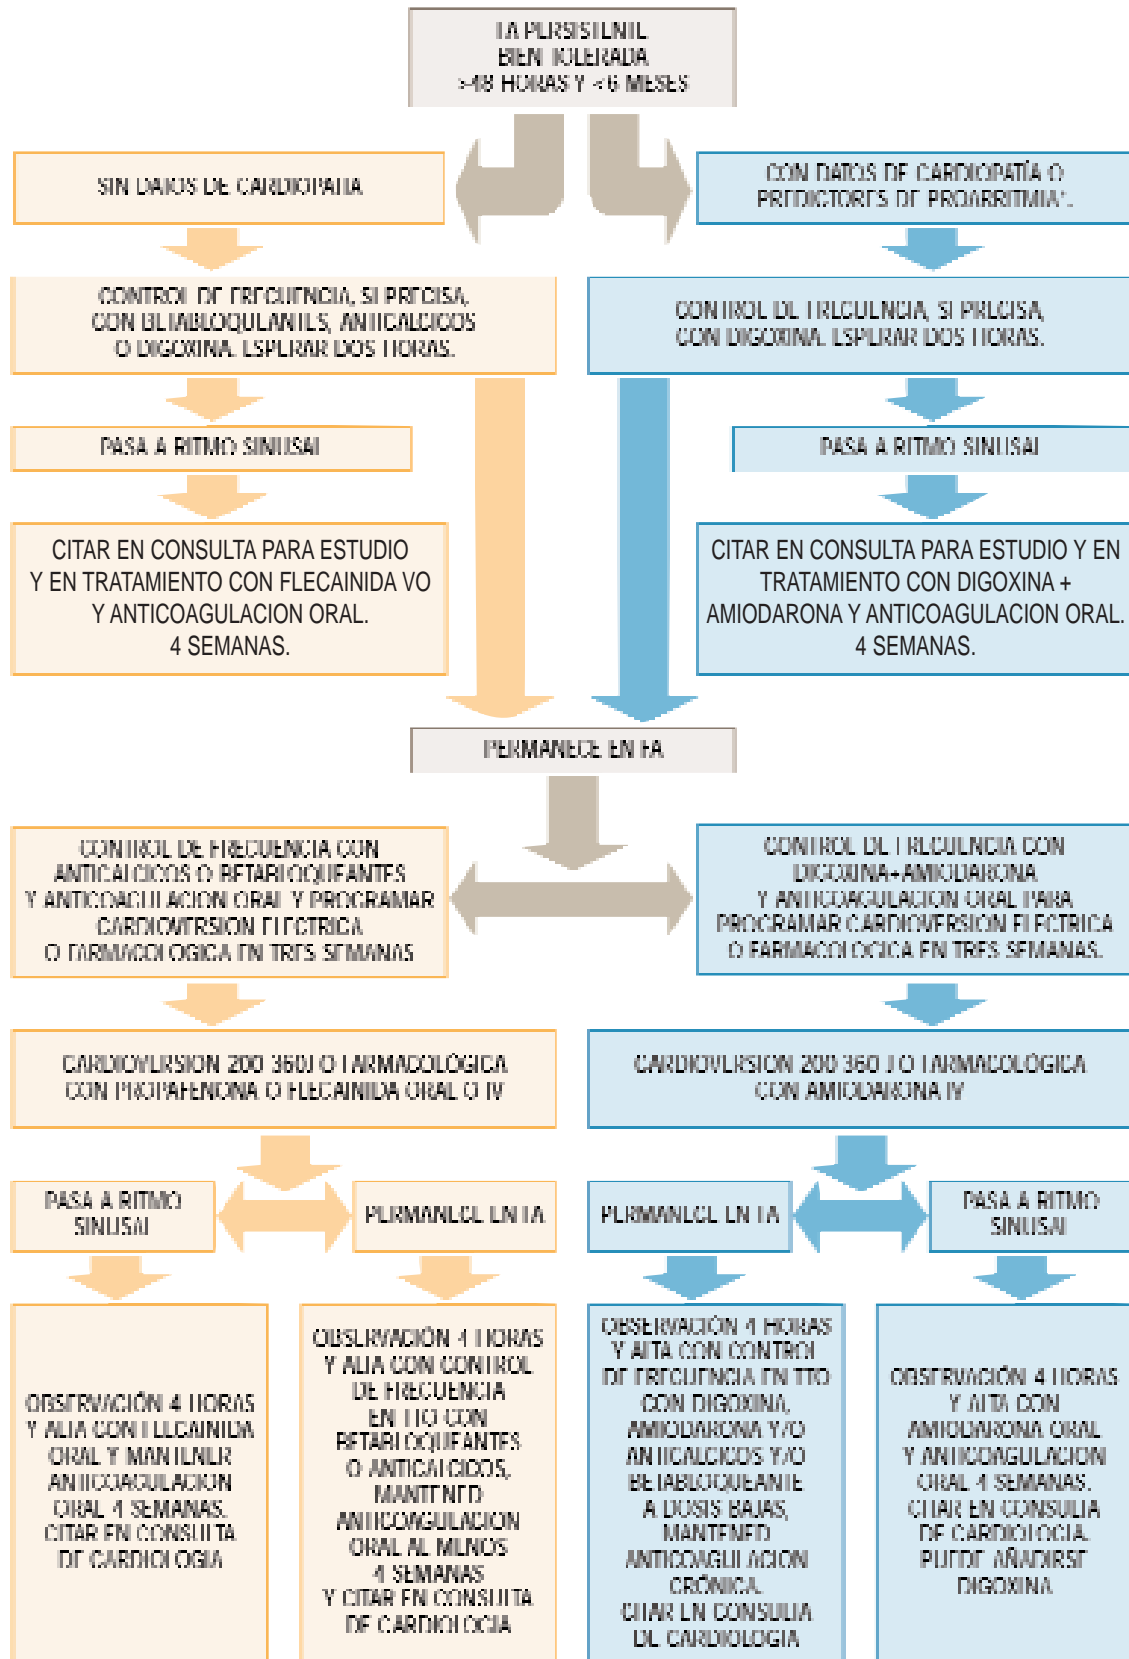 FA PERSISTENTE
BIEN TOLERADA
>48 HORAS Y <6 MESES
SIN DATOS DE CARDIOPATIA
CON DATOS DE CARDIOPATÍA O
PREDICTORES DE PROARRITMIA*.
CONTROL DE FRECUENCIA, SI PRECISA,
CON BETABLOQUANTES, ANTICALCICOS
O DIGOXINA. ESPERAR DOS HORAS.
CONTROL DE FRECUENCIA, SI PRECISA,
CON DIGOXINA. ESPERAR DOS HORAS.
PASA A RITMO SINUSAL
PASA A RITMO SINUSAL
CITAR EN CONSULTA PARA ESTUDIO
Y EN TRATAMIENTO CON FLECAINIDA VO
Y ANTICOAGULACION ORAL.
4 SEMANAS.
CITAR EN CONSULTA PARA ESTUDIO Y EN
TRATAMIENTO CON DIGOXINA +
AMIODARONA Y ANTICOAGULACION ORAL.
4 SEMANAS.
PERMANECE EN FA
CONTROL DE FRECUENCIA CON
ANTICALCICOS O BETABLOQUEANTES
Y ANTICOAGULACION ORAL Y PROGRAMAR
CARDIOVERSION ELECTRICA
O FARMACOLOGICA EN TRES SEMANAS
CONTROL DE FRECUENCIA CON
DIGOXINA+AMIODARONA
Y ANTICOAGULACION ORAL PARA
PROGRAMAR CARDIOVERSION ELECTRICA
O FARMACOLOGICA EN TRES SEMANAS.
CARDIOVERSION 200-360J O FARMACOLÓGICA
CON PROPAFENONA O FLECAINIDA ORAL O IV
CARDIOVERSION 200-360 J O FARMACOLÓGICA
CON AMIODARONA IV
PASA A RITMO
SINUSAL
PERMANECE EN FA
PERMANECE EN FA
PASA A RITMO
SINUSAL
OBSERVACIÓN 4 HORAS
Y ALTA CON FLECAINIDA
ORAL Y MANTENER
ANTICOAGULACION
ORAL 4 SEMANAS.
CITAR EN CONSULTA
DE CARDIOLOGIA
OBSERVACIÓN 4 HORAS
Y ALTA CON CONTROL
DE FRECUENCIA
EN TTO CON
BETABLOQUEANTES
O ANTICALCICOS,
MANTENED
ANTICOAGULACION
ORAL AL MENOS
4 SEMANAS
Y CITAR EN CONSULTA
DE CARDIOLOGIA
OBSERVACIÓN 4 HORAS
Y ALTA CON CONTROL
DE FRECUENCIA EN TTO
CON DIGOXINA,
AMIODARONA Y/O
ANTICALCICOS Y/O
BETABLOQUEANTE
A DOSIS BAJAS,
MANTENED
ANTICOAGULACION
CRÓNICA.
CITAR EN CONSULTA
DE CARDIOLOGIA
OBSERVACIÓN 4 HORAS
Y ALTA CON
AMIODARONA ORAL
Y ANTICOAGULACION
ORAL 4 SEMANAS.
CITAR EN CONSULTA
DE CARDIOLOGIA.
PUEDE AÑADIRSE
DIGOXINA